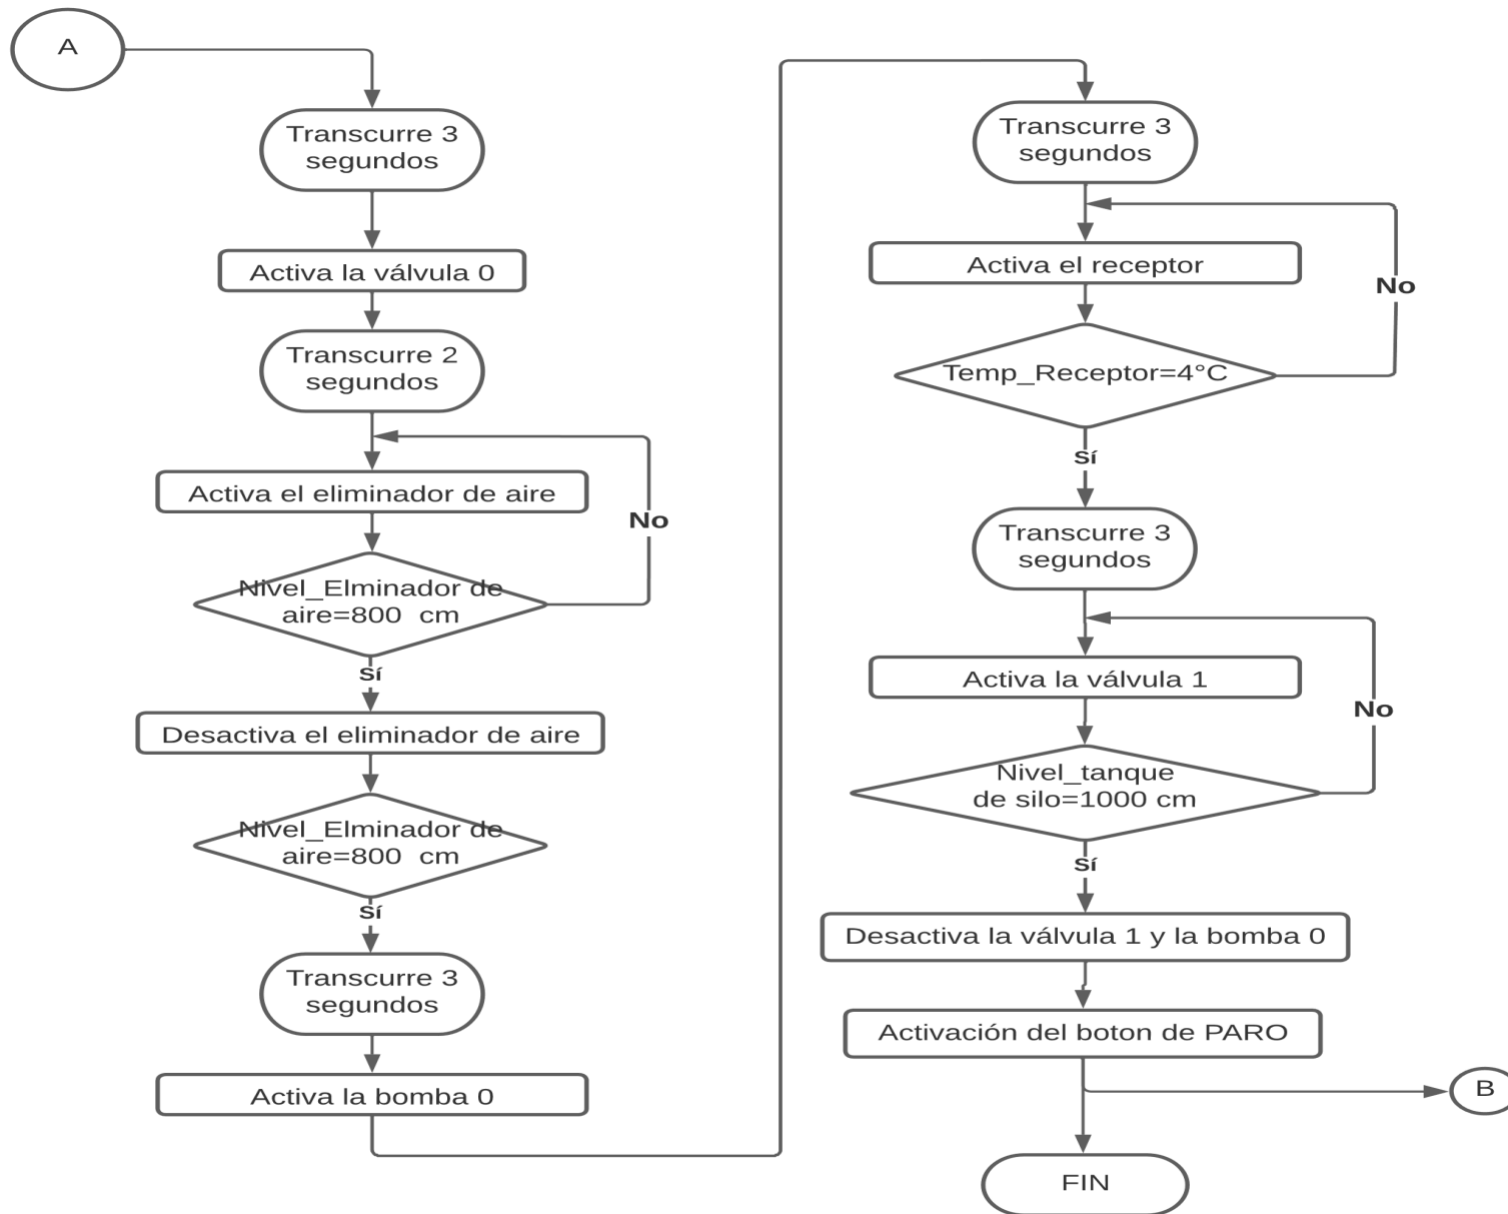 A
Transcurre 3
segundos
Activa la válvula 0
Transcurre 2
segundos
Activa el eliminador de aire
No
Nivel_Elminador de
aire=800 cm
Sí
Desactiva el eliminador de aire
Nivel_Elminador de
aire=800 cm
Sí
Transcurre 3
segundos
Activa la bomba 0
Transcurre 3
segundos
Activa el receptor
No
Temp_Receptor=4°C
Sí
Transcurre 3
segundos
Activa la válvula 1
No
Nivel_tanque
de silo=1000 cm
Sí
Desactiva la válvula 1 y la bomba 0
Activación del boton de PARO
B
FIN